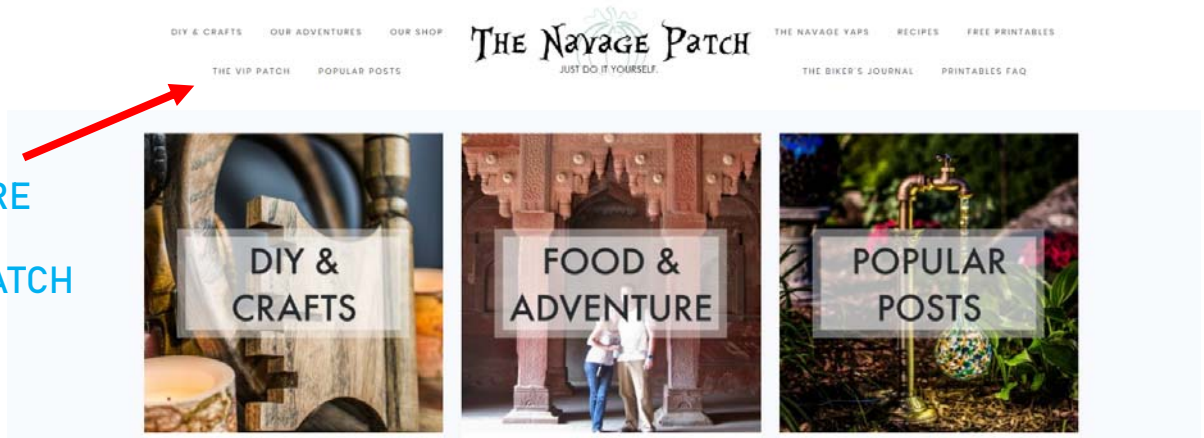 DIY & CRAFTS OUR ADVENTURES OUR SHOP
THE VIP PATCH POPULAR POSTS
THE NAVAGE PATCH
JUST DO IT YOURSELF.
THE NAVAGE YAPS RECIPES FREE PRINTABLES
THE BIKER'S JOURNAL PRINTABLES FAQ
RE
ATCH
DIY &
CRAFTS
FOOD &
ADVENTURE
POPULAR
POSTS